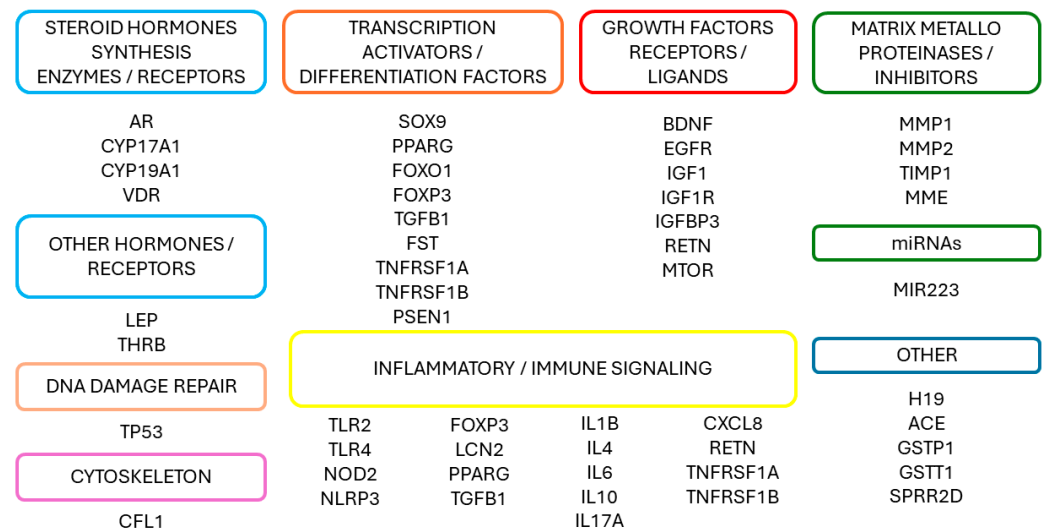 STEROID HORMONES
SYNTHESIS
ENZYMES / RECEPTORS
AR
CYP17A1
CYP19A1
VDR
OTHER HORMONES /
RECEPTORS
LEP
THRB
DNA DAMAGE REPAIR
TP53
CYTOSKELETON
CFL1
TRANSCRIPTION
ACTIVATORS /
DIFFERENTIATION FACTORS
SOX9
PPARG
FOXO1
FOXP3
TGFB1
FST
TNFRSF1A
TNFRSF1B
PSEN1
GROWTH FACTORS
RECEPTORS /
LIGANDS
BDNF
EGFR
IGF1
IGF1R
IGFBP3
RETN
MTOR
INFLAMMATORY / IMMUNE SIGNALING
TLR2
TLR4
NOD2
NLRP3
FOXP3
LCN2
PPARG
TGFB1
IL1B
IL4
IL6
IL10
IL17A
CXCL8
RETN
TNFRSF1A
TNFRSF1B
MATRIX METALLO
PROTEINASES /
INHIBITORS
MMP1
MMP2
TIMP1
MME
miRNAs
MIR223
OTHER
H19
ACE
GSTP1
GSTT1
SPRR2D